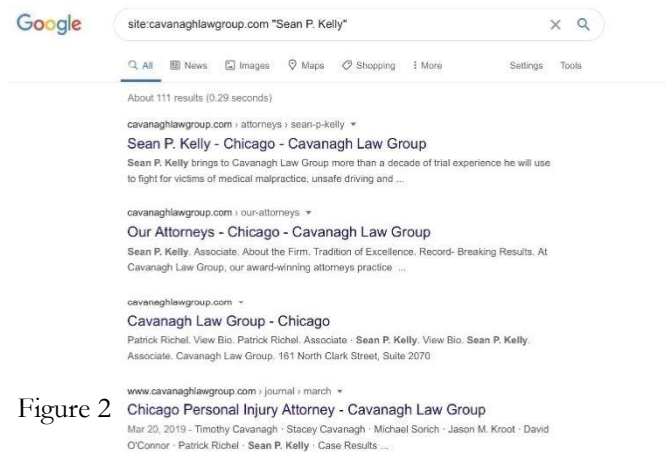 Google
site:cavanaghlawgroup.com "Sean P. Kelly"
All News Images Maps Shopping More Settings Tools
About 111 results (0.29 seconds)
cavanaghlawgroup.com › attorneys › sean-p-kelly
Sean P. Kelly - Chicago - Cavanagh Law Group
Sean P. Kelly brings to Cavanagh Law Group more than a decade of trial experience he will use
to fight for victims of medical malpractice, unsafe driving and ...
cavanaghlawgroup.com › our-attorneys
Our Attorneys - Chicago - Cavanagh Law Group
Sean P. Kelly. Associate. About the Firm. Tradition of Excellence. Record- Breaking Results. At
Cavanagh Law Group, our award-winning attorneys practice ...
cavanaghlawgroup.com
Cavanagh Law Group - Chicago
Patrick Richel. View Bio. Patrick Richel. Associate · Sean P. Kelly. View Bio. Sean P. Kelly.
Associate. Cavanagh Law Group. 161 North Clark Street, Suite 2070
www.cavanaghlawgroup.com › journal › march
Figure 2 Chicago Personal Injury Attorney - Cavanagh Law Group
Mar 20, 2019 - Timothy Cavanagh · Stacey Cavanagh · Michael Sorich · Jason M. Kroot · David
O'Connor · Patrick Richel · Sean P. Kelly · Case Results ...